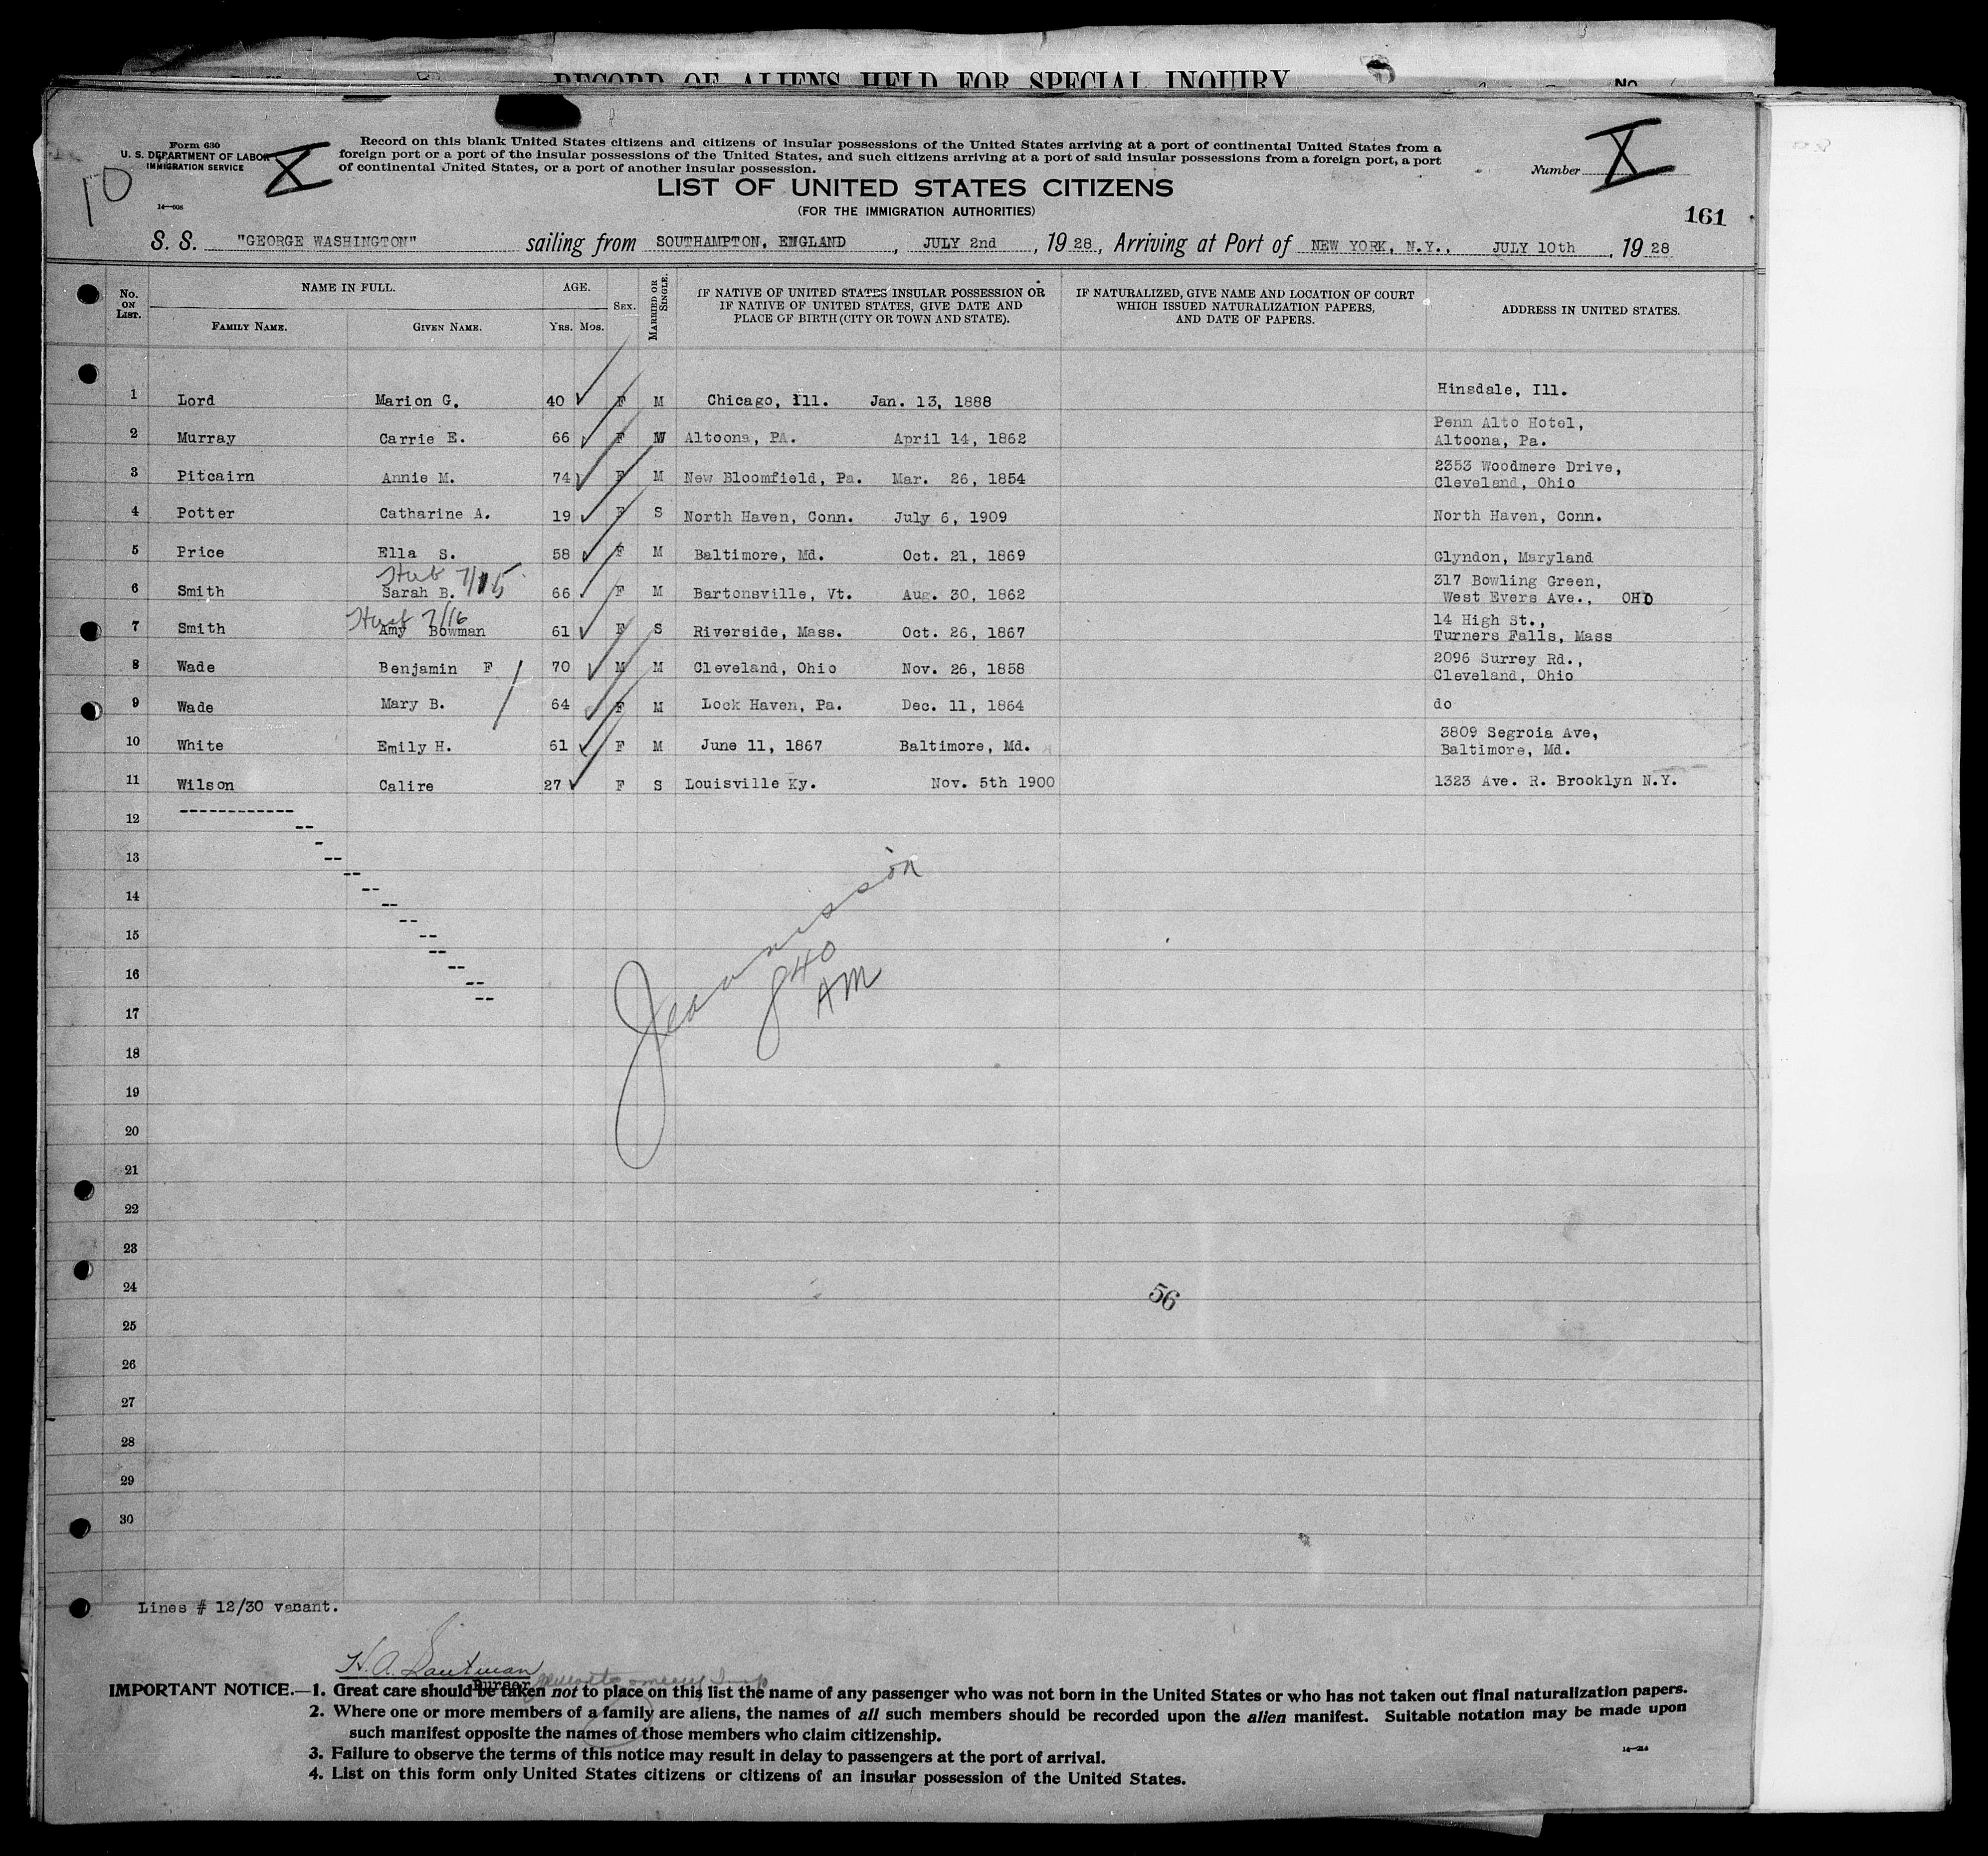 RECORD OF ALIENS HELD FOR SPECIAL INQUIRY
No.
Form 630
U. S. DEPARTMENT OF LABOR
IMMIGRATION SERVICE
10
X
14—608
Record on this blank United States citizens and citizens of insular possessions of the United States arriving at a port of continental United States from a
foreign port or a port of the insular possessions of the United States, and such citizens arriving at a port of said insular possessions from a foreign port, a port
of continental United States, or a port of another insular possession.
Number X
LIST OF UNITED STATES CITIZENS
(FOR THE IMMIGRATION AUTHORITIES)
161
S. S. "GEORGE WASHINGTON" sailing from SOUTHAMPTON, ENGLAND, JULY 2nd, 1928., Arriving at Port of NEW YORK, N.Y., JULY 10th, 1928
No. ON LIST. NAME IN FULL. FAMILY NAME. GIVEN NAME. AGE. YRS. MOS. SEX. MARRIED OR SINGLE. IF NATIVE OF UNITED STATES INSULAR POSSESSION OR IF NATIVE OF UNITED STATES, GIVE DATE AND PLACE OF BIRTH (CITY OR TOWN AND STATE). IF NATURALIZED, GIVE NAME AND LOCATION OF COURT WHICH ISSUED NATURALIZATION PAPERS, AND DATE OF PAPERS. ADDRESS IN UNITED STATES.
1 Lord Marion G. 40 F M Chicago, Ill. Jan. 13, 1888 Hinsdale, Ill.
2 Murray Carrie E. 66 F W Altoona, PA. April 14, 1862 Penn Alto Hotel,
Altoona, Pa.
3 Pitcairn Annie M. 74 F M New Bloomfield, Pa. Mar. 26, 1854 2353 Woodmere Drive,
Cleveland, Ohio
4 Potter Catharine A. 19 F S North Haven, Conn. July 6, 1909 North Haven, Conn.
5 Price Ella S. 58 F M Baltimore, Md. Oct. 21, 1869 Glyndon, Maryland
7/15
6 Smith Sarah B. 66 F M Bartonsville, Vt. Aug. 30, 1862 317 Bowling Green,
West Evers Ave., OHO
7/16
7 Smith Amy Bowman 61 F S Riverside, Mass. Oct. 26, 1867 14 High St.,
Turners Falls, Mass
8 Wade Benjamin F 70 M M Cleveland, Ohio Nov. 26, 1858 2096 Surrey Rd.,
Cleveland, Ohio
9 Wade Mary B. 64 F M Lock Haven, Pa. Dec. 11, 1864 do
10 White Emily H. 61 F M June 11, 1867 Baltimore, Md. 3809 Segroia Ave,
Baltimore, Md.
11 Wilson Calire 27 F S Louisville Ky. Nov. 5th 1900 1323 Ave. R. Brooklyn N.Y.
12
13
14
15
16
17
18
19
20
21
22
23
24
25
26
27
28
29
30
840
AM
56
Lines # 12/30 vacant.
H. A.
Purser
IMPORTANT NOTICE.—1. Great care should be taken not to place on this list the name of any passenger who was not born in the United States or who has not taken out final naturalization papers.
2. Where one or more members of a family are aliens, the names of all such members should be recorded upon the alien manifest. Suitable notation may be made upon
such manifest opposite the names of those members who claim citizenship.
3. Failure to observe the terms of this notice may result in delay to passengers at the port of arrival.
4. List on this form only United States citizens or citizens of an insular possession of the United States.
14—214